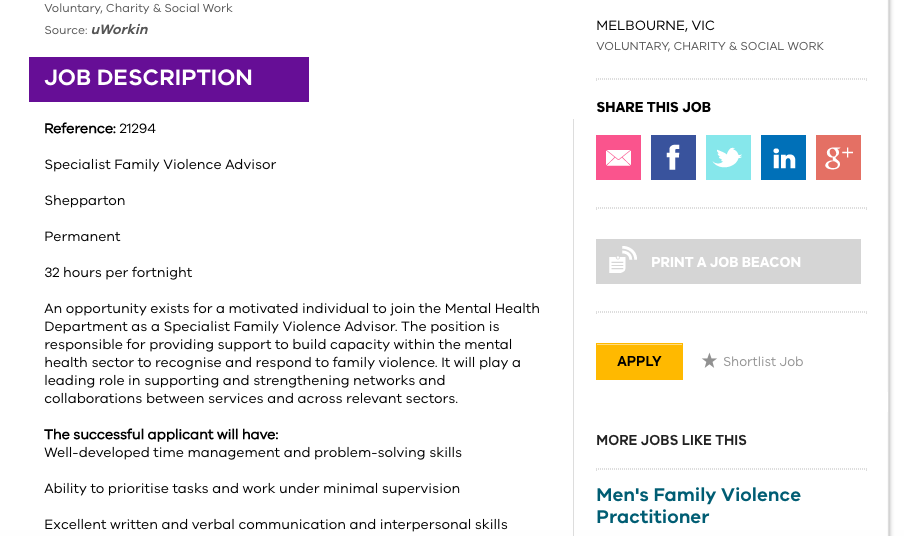 Voluntary, Charity & Social Work
Source: uWorkin
JOB DESCRIPTION
Reference: 21294
Specialist Family Violence Advisor
Shepparton
Permanent
32 hours per fortnight
An opportunity exists for a motivated individual to join the Mental Health
Department as a Specialist Family Violence Advisor. The position is
responsible for providing support to build capacity within the mental
health sector to recognise and respond to family violence. It will play a
leading role in supporting and strengthening networks and
collaborations between services and across relevant sectors.
The successful applicant will have:
Well-developed time management and problem-solving skills
Ability to prioritise tasks and work under minimal supervision
Excellent written and verbal communication and interpersonal skills
MELBOURNE, VIC
VOLUNTARY, CHARITY & SOCIAL WORK
SHARE THIS JOB
f
in
g+
PRINT A JOB BEACON
APPLY
Shortlist Job
MORE JOBS LIKE THIS
Men's Family Violence
Practitioner